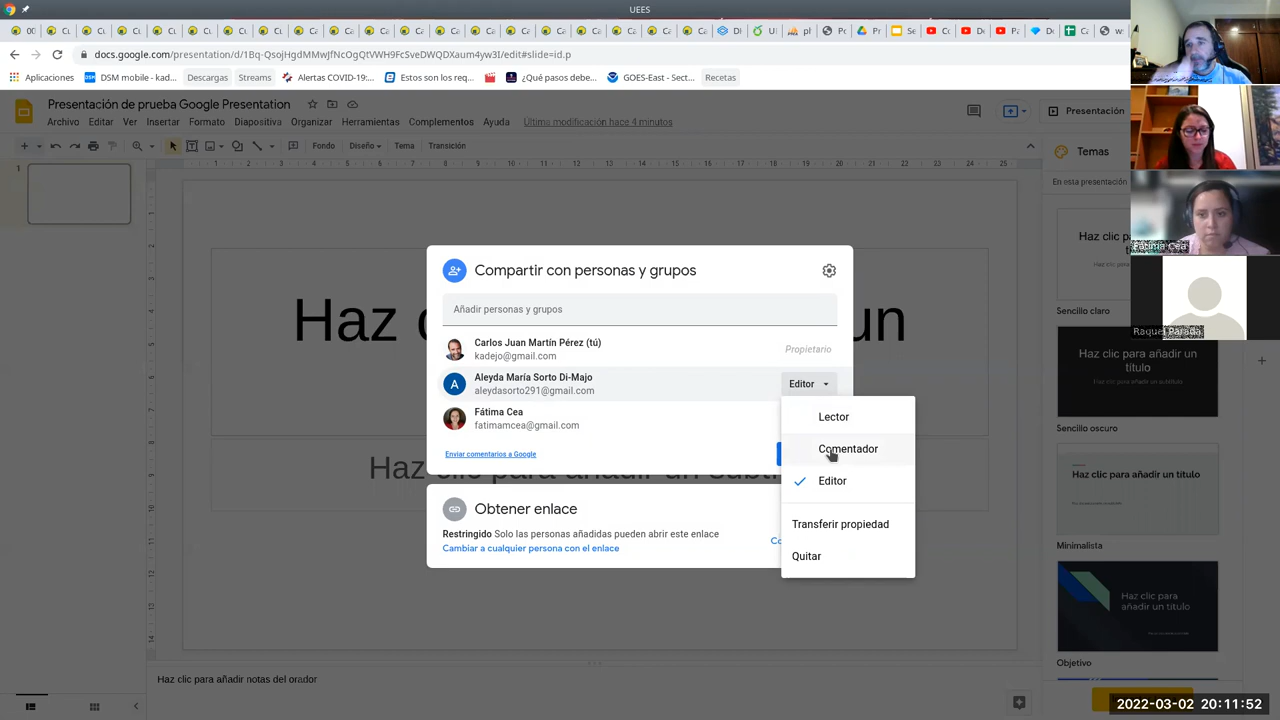 UEES
docs.google.com/presentation/d/1Bq-QsojHgdMMwJfNcOgQtVWH9FcSveDWQDXaum4yw3I/edit#slide=id.p
Aplicaciones
DSM mobile - kad...
Descargas
Streams
Alertas COVID-19:...
Estos son los req...
¿Qué pasos debe...
GOES-East - Sect...
Recetas
Presentación de prueba Google Presentation
Archivo Editar Ver Insertar Formato Diapositiva Organizar Herramientas Complementos Ayuda Última modificación hace 4 minutos
Presentación
Fondo Diseño Tema Transición
Temas
En esta presentación
1
Compartir con personas y grupos
Añadir personas y grupos
Carlos Juan Martín Pérez (tú)
kadejo@gmail.com
Propietario
Aleyda María Sorto Di-Majo
aleydasorto291@gmail.com
Editor
Fátima Cea
fatimamcea@gmail.com
Enviar comentarios a Google
Lector
Comentador
Editor
Transferir propiedad
Quitar
Obtener enlace
Restringido Solo las personas añadidas pueden abrir este enlace
Cambiar a cualquier persona con el enlace
Haz clic para añadir notas del orador
Fátima Cea
Raquel Parada
Sencillo claro
Haz clic para añadir un
título
Haz clic para añadir un subtítulo
Sencillo oscuro
Haz clic para añadir un título
Minimalista
Haz clic para
añadir un título
Objetivo
2022-03-02 20:11:52